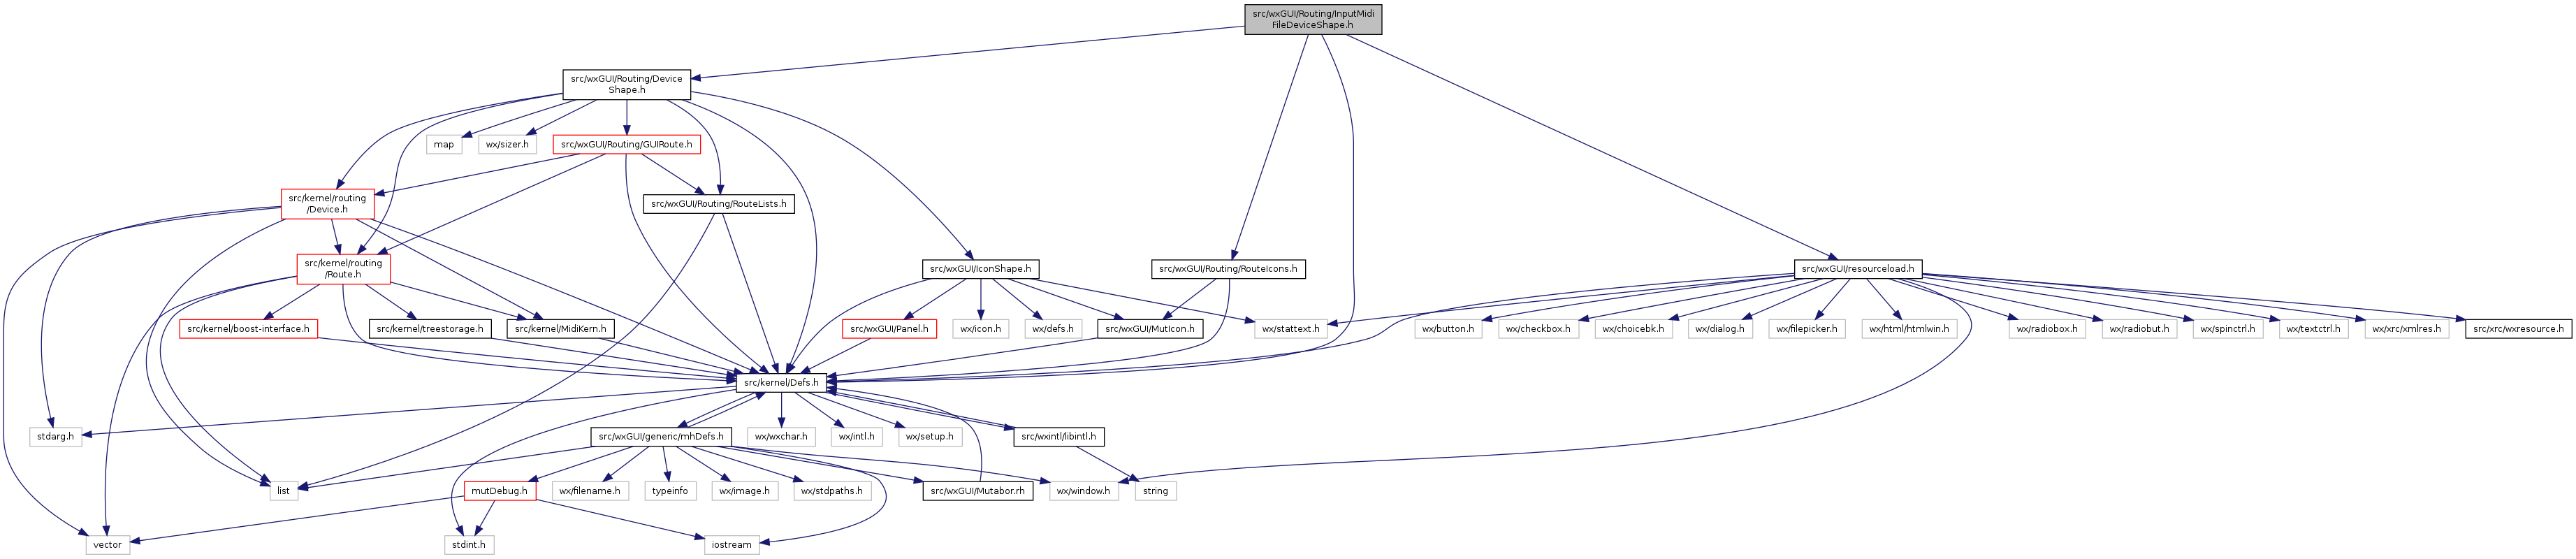 src/wxGUI/Routing/InputMidi
FileDeviceShape.h
src/wxGUI/Routing/Device
Shape.h
map
wx/sizer.h
src/wxGUI/Routing/GUIRoute.h
src/kernel/routing
/Device.h
src/wxGUI/Routing/RouteLists.h
src/kernel/routing
/Route.h
src/wxGUI/IconShape.h
src/wxGUI/Routing/RouteIcons.h
src/wxGUI/resourceload.h
src/kernel/boost-interface.h
src/kernel/treestorage.h
src/kernel/MidiKern.h
src/wxGUI/Panel.h
wx/icon.h
wx/defs.h
src/wxGUI/MutIcon.h
wx/stattext.h
wx/button.h
wx/checkbox.h
wx/choicebk.h
wx/dialog.h
wx/filepicker.h
wx/html/htmlwin.h
wx/radiobox.h
wx/radiobut.h
wx/spinctrl.h
wx/textctrl.h
wx/xrc/xmlres.h
src/xrc/wxresource.h
src/kernel/Defs.h
stdarg.h
src/wxGUI/generic/mhDefs.h
wx/wxchar.h
wx/intl.h
wx/setup.h
src/wxintl/libintl.h
list
mutDebug.h
wx/filename.h
typeinfo
wx/image.h
wx/stdpaths.h
src/wxGUI/Mutabor.rh
wx/window.h
string
vector
stdint.h
iostream